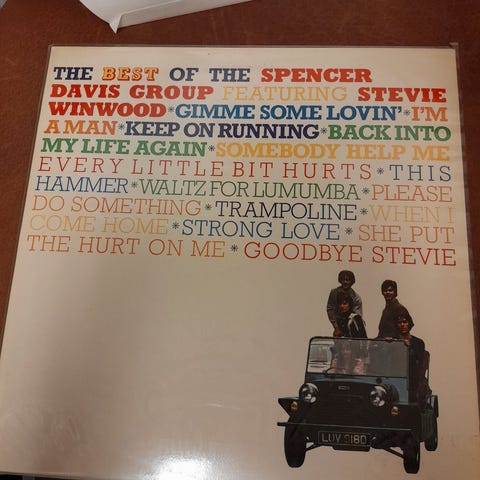 THE BEST OF THE SPENCER
DAVIS GROUP FEATURING STEVIE
WINWOOD*GIMME SOME LOVIN'*I'M
A MAN*KEEP ON RUNNING*BACK INTO
MY LIFE AGAIN*SOMEBODY HELP ME
EVERY LITTLE BIT HURTS*THIS
HAMMER*WALTZ FOR LUMUMBA*PLEASE
DO SOMETHING*TRAMPOLINE*WHEN I
COME HOME*STRONG LOVE*SHE PUT
THE HURT ON ME*GOODBYE STEVIE
LUV 918D